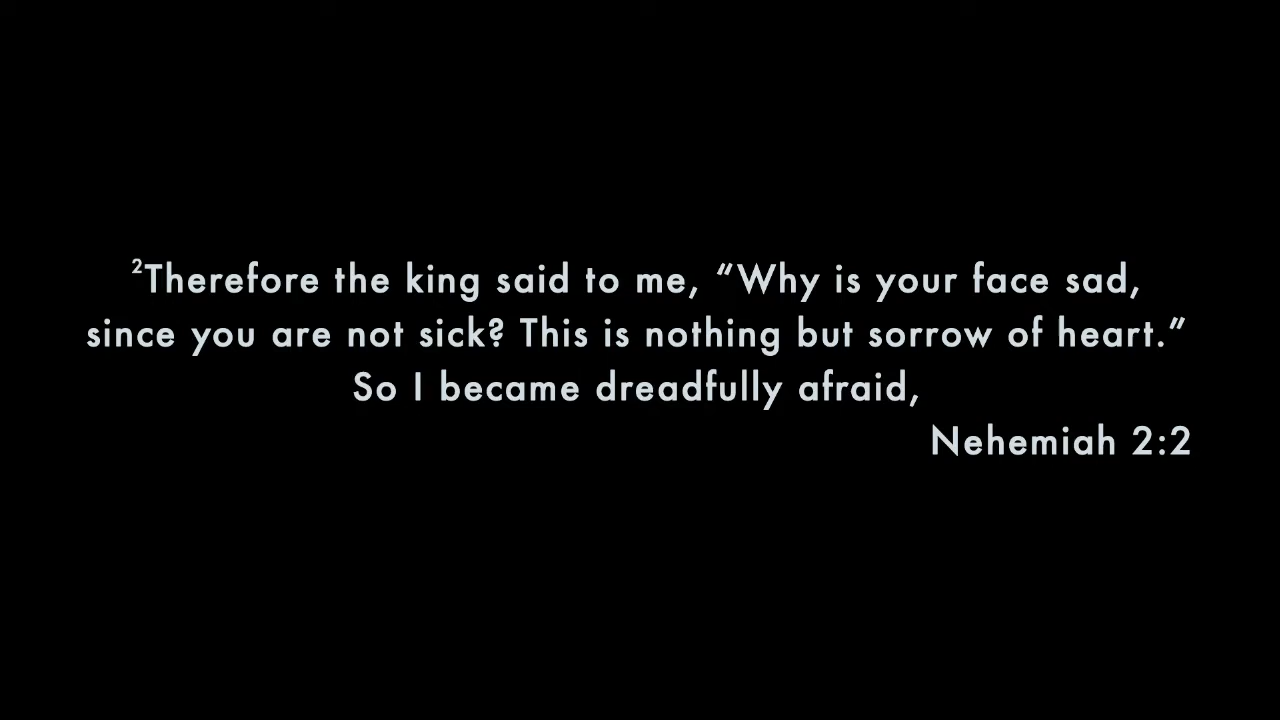 ²Therefore the king said to me, “Why is your face sad,
since you are not sick? This is nothing but sorrow of heart.”
So I became dreadfully afraid,
Nehemiah 2:2